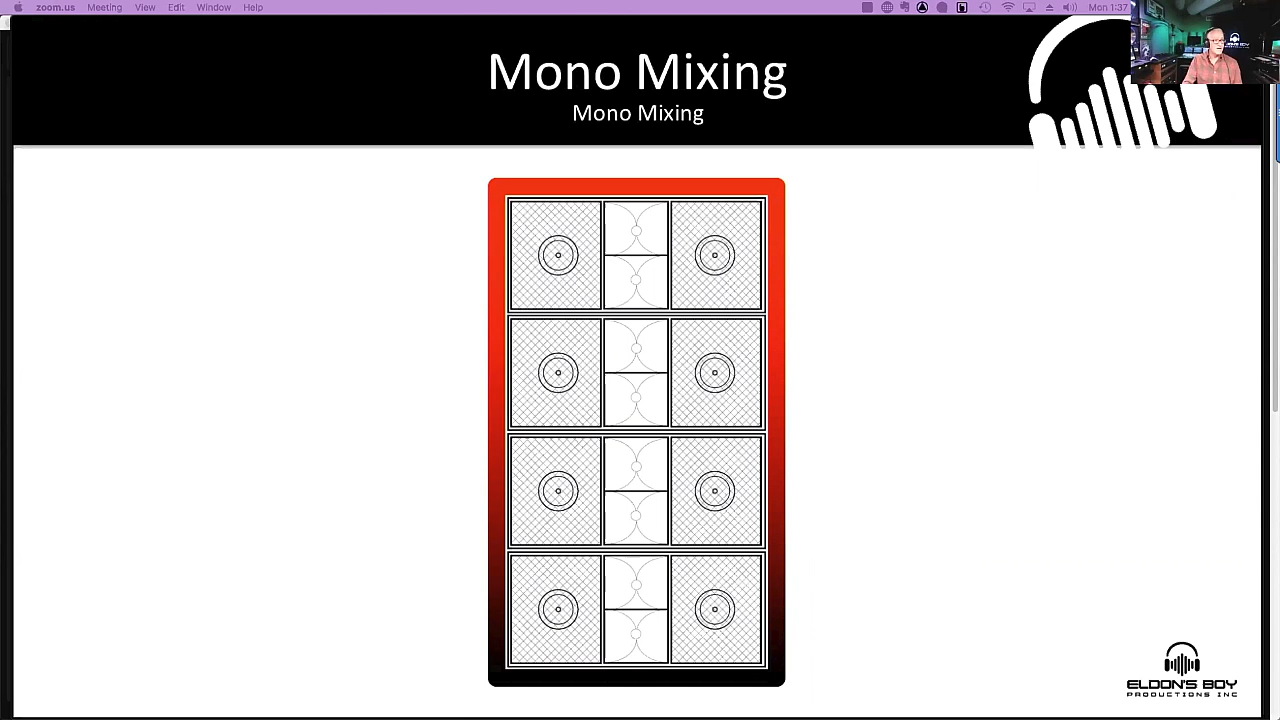 zoom.us Meeting View Edit Window Help Mon 1:37
Mono Mixing
Mono Mixing
ELDON'S BOY
PRODUCTIONS INC